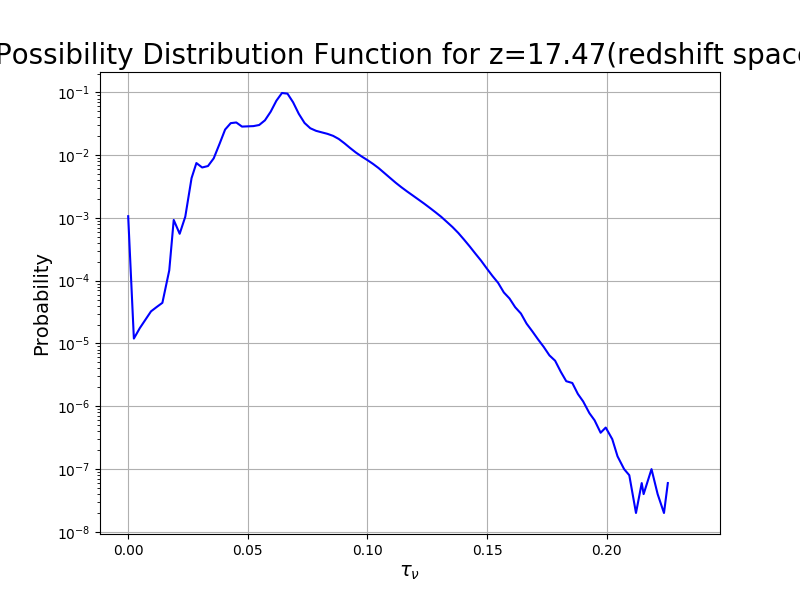 Possibility Distribution Function for z=17.47(redshift space
10⁻¹
10⁻²
10⁻³
10⁻⁴
10⁻⁵
10⁻⁶
10⁻⁷
10⁻⁸
Probability
0.00 0.05 0.10 0.15 0.20
τᵥ